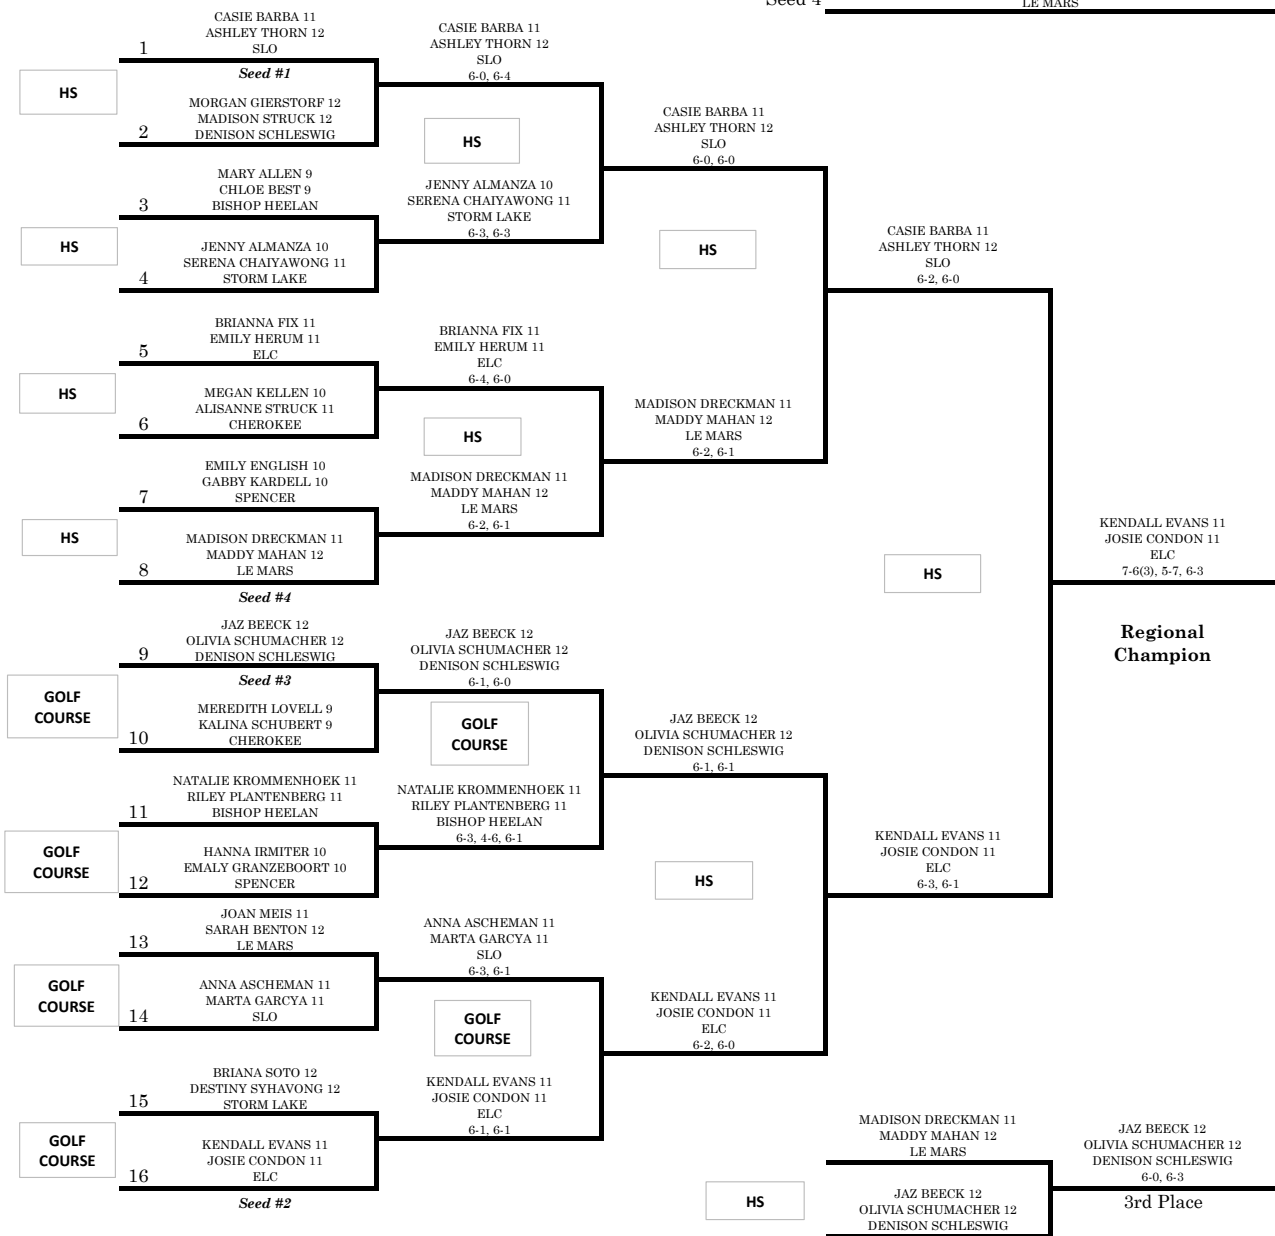 Seed 4
LE MARS
CASIE BARBA 11
ASHLEY THORN 12
SLO
1
Seed #1
HS
MORGAN GIERSTORF 12
MADISON STRUCK 12
DENISON SCHLESWIG
2
MARY ALLEN 9
CHLOE BEST 9
BISHOP HEELAN
3
HS
JENNY ALMANZA 10
SERENA CHAIYAWONG 11
STORM LAKE
4
BRIANNA FIX 11
EMILY HERUM 11
ELC
5
HS
MEGAN KELLEN 10
ALISANNE STRUCK 11
CHEROKEE
6
EMILY ENGLISH 10
GABBY KARDELL 10
SPENCER
7
HS
MADISON DRECKMAN 11
MADDY MAHAN 12
LE MARS
8
Seed #4
JAZ BEECK 12
OLIVIA SCHUMACHER 12
DENISON SCHLESWIG
9
Seed #3
GOLF
COURSE
MEREDITH LOVELL 9
KALINA SCHUBERT 9
CHEROKEE
10
NATALIE KROMMENHOEK 11
RILEY PLANTENBERG 11
BISHOP HEELAN
11
GOLF
COURSE
HANNA IRMITER 10
EMALY GRANZEBOORT 10
SPENCER
12
JOAN MEIS 11
SARAH BENTON 12
LE MARS
13
GOLF
COURSE
ANNA ASCHEMAN 11
MARTA GARCYA 11
SLO
14
BRIANA SOTO 12
DESTINY SYHAVONG 12
STORM LAKE
15
GOLF
COURSE
KENDALL EVANS 11
JOSIE CONDON 11
ELC
16
Seed #2
CASIE BARBA 11
ASHLEY THORN 12
SLO
6-0, 6-4
HS
JENNY ALMANZA 10
SERENA CHAIYAWONG 11
STORM LAKE
6-3, 6-3
BRIANNA FIX 11
EMILY HERUM 11
ELC
6-4, 6-0
HS
MADISON DRECKMAN 11
MADDY MAHAN 12
LE MARS
6-2, 6-1
JAZ BEECK 12
OLIVIA SCHUMACHER 12
DENISON SCHLESWIG
6-1, 6-0
GOLF
COURSE
NATALIE KROMMENHOEK 11
RILEY PLANTENBERG 11
BISHOP HEELAN
6-3, 4-6, 6-1
ANNA ASCHEMAN 11
MARTA GARCYA 11
SLO
6-3, 6-1
GOLF
COURSE
KENDALL EVANS 11
JOSIE CONDON 11
ELC
6-1, 6-1
CASIE BARBA 11
ASHLEY THORN 12
SLO
6-0, 6-0
HS
MADISON DRECKMAN 11
MADDY MAHAN 12
LE MARS
6-2, 6-1
JAZ BEECK 12
OLIVIA SCHUMACHER 12
DENISON SCHLESWIG
6-1, 6-1
HS
KENDALL EVANS 11
JOSIE CONDON 11
ELC
6-2, 6-0
CASIE BARBA 11
ASHLEY THORN 12
SLO
6-2, 6-0
HS
KENDALL EVANS 11
JOSIE CONDON 11
ELC
6-3, 6-1
KENDALL EVANS 11
JOSIE CONDON 11
ELC
7-6(3), 5-7, 6-3
Regional
Champion
MADISON DRECKMAN 11
MADDY MAHAN 12
LE MARS
HS
JAZ BEECK 12
OLIVIA SCHUMACHER 12
DENISON SCHLESWIG
JAZ BEECK 12
OLIVIA SCHUMACHER 12
DENISON SCHLESWIG
6-0, 6-3
3rd Place